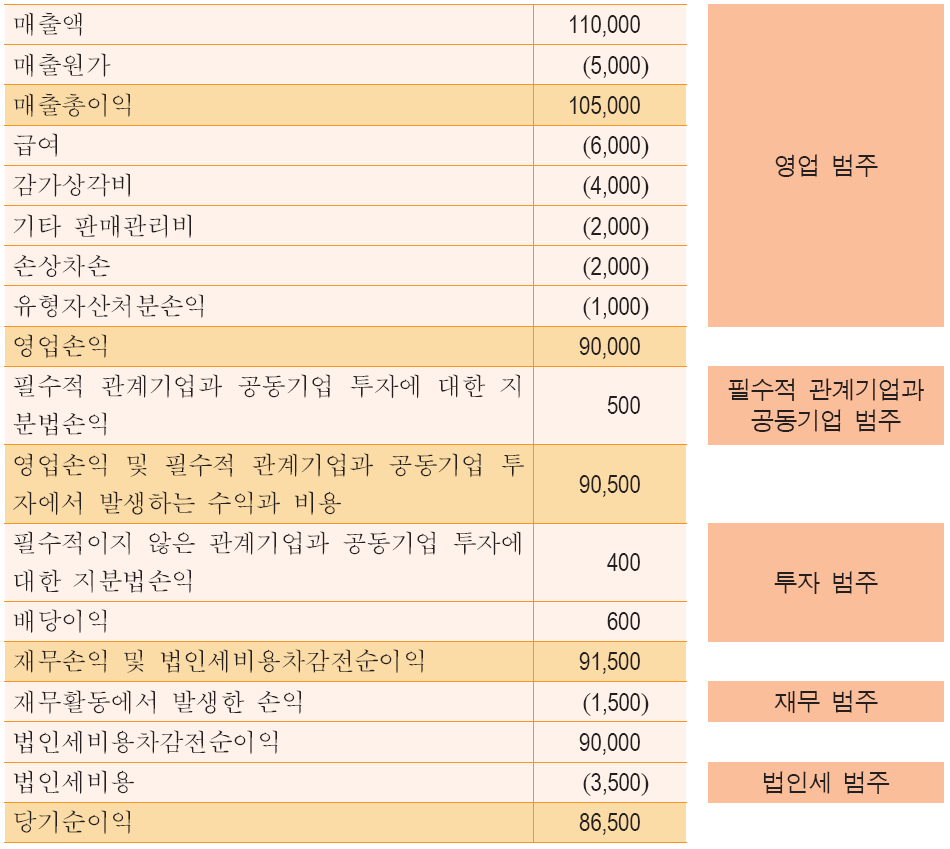 매출액 110,000
매출원가 (5,000)
매출총이익 105,000
급여 (6,000)
감가상각비 (4,000)
기타 판매관리비 (2,000)
손상차손 (2,000)
유형자산처분손익 (1,000)
영업 범주
영업손익 90,000
필수적 관계기업과 공동기업 투자에 대한 지
분법손익
500
필수적 관계기업과
공동기업 범주
영업손익 및 필수적 관계기업과 공동기업 투
자에서 발생하는 수익과 비용
90,500
필수적이지 않은 관계기업과 공동기업 투자에
대한 지분법손익
400
배당이익 600
투자 범주
재무손익 및 법인세비용차감전순이익 91,500
재무활동에서 발생한 손익 (1,500)
재무 범주
법인세비용차감전순이익 90,000
법인세비용 (3,500)
법인세 범주
당기순이익 86,500